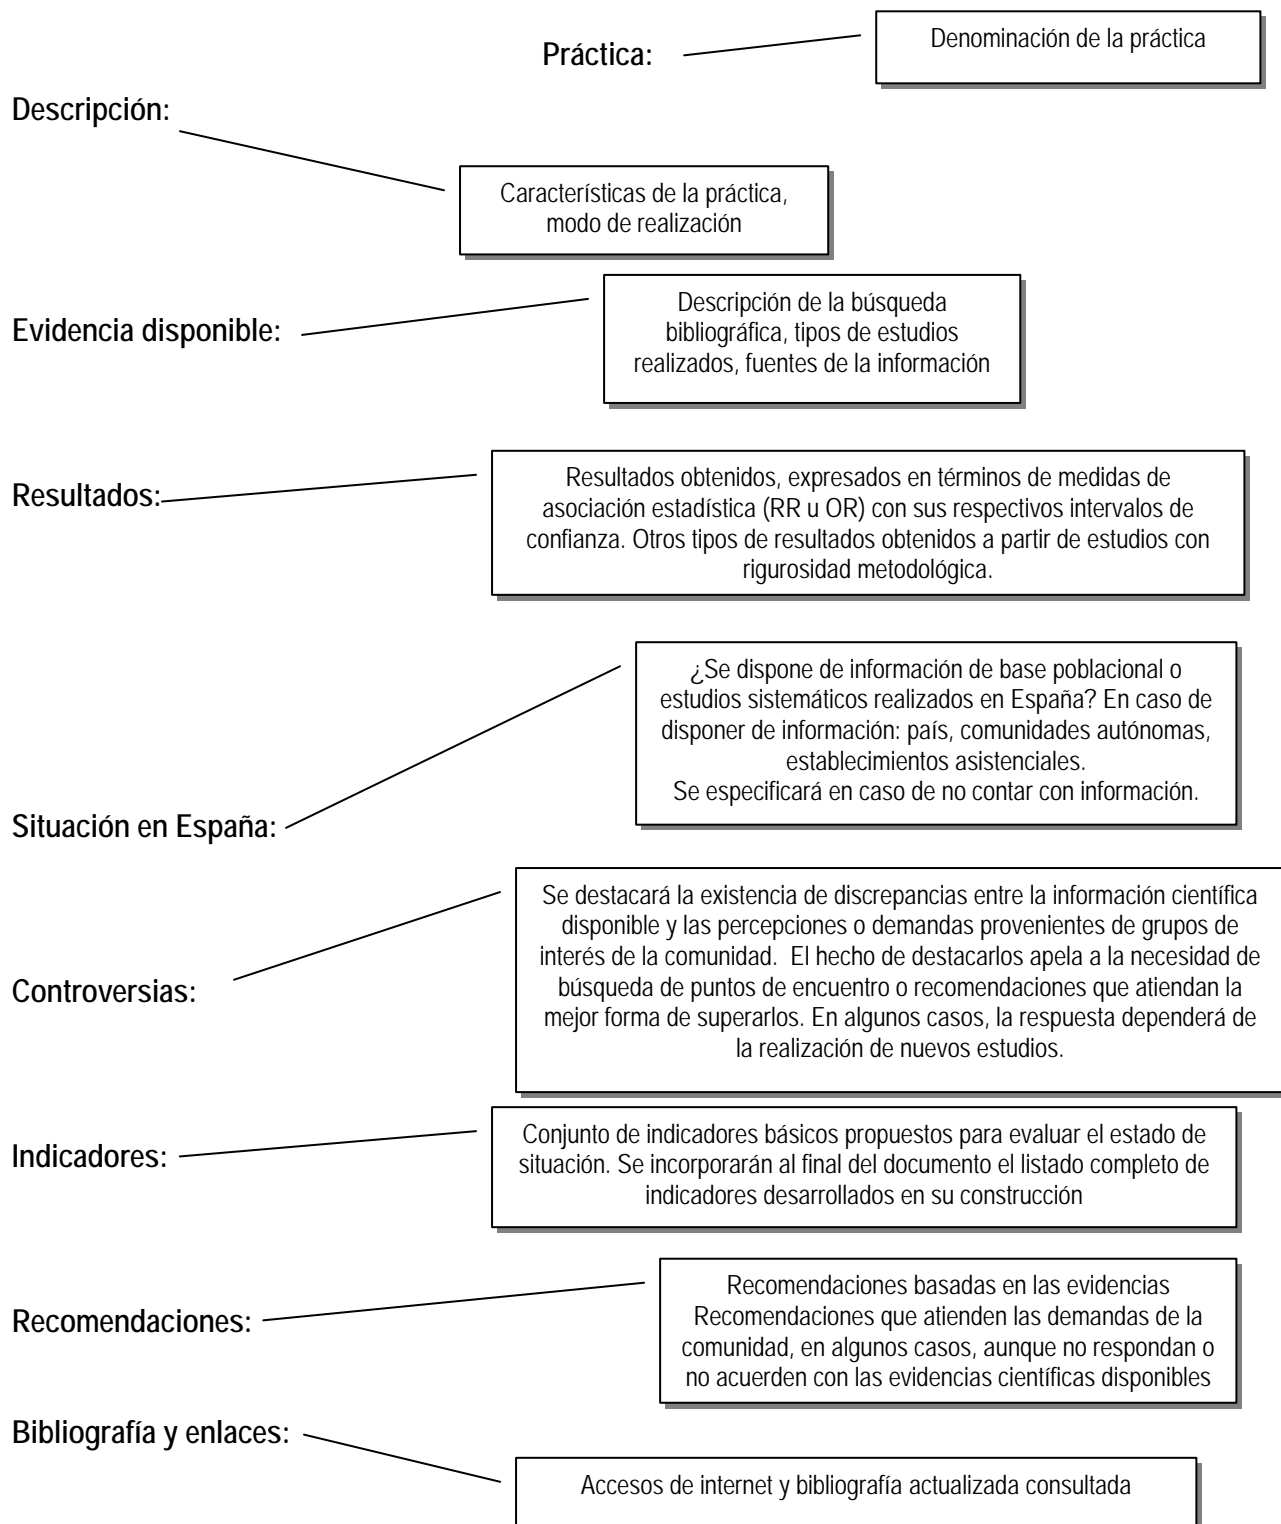 Práctica:
Denominación de la práctica
Descripción:
Características de la práctica,
modo de realización
Evidencia disponible:
Descripción de la búsqueda
bibliográfica, tipos de estudios
realizados, fuentes de la información
Resultados:
Resultados obtenidos, expresados en términos de medidas de
asociación estadística (RR u OR) con sus respectivos intervalos de
confianza. Otros tipos de resultados obtenidos a partir de estudios con
rigurosidad metodológica.
¿Se dispone de información de base poblacional o
estudios sistemáticos realizados en España? En caso de
disponer de información: país, comunidades autónomas,
establecimientos asistenciales.
Se especificará en caso de no contar con información.
Situación en España:
Se destacará la existencia de discrepancias entre la información científica
disponible y las percepciones o demandas provenientes de grupos de
interés de la comunidad. El hecho de destacarlos apela a la necesidad de
búsqueda de puntos de encuentro o recomendaciones que atiendan la
mejor forma de superarlos. En algunos casos, la respuesta dependerá de
la realización de nuevos estudios.
Controversias:
Indicadores:
Conjunto de indicadores básicos propuestos para evaluar el estado de
situación. Se incorporarán al final del documento el listado completo de
indicadores desarrollados en su construcción
Recomendaciones:
Recomendaciones basadas en las evidencias
Recomendaciones que atienden las demandas de la
comunidad, en algunos casos, aunque no respondan o
no acuerden con las evidencias científicas disponibles
Bibliografía y enlaces:
Accesos de internet y bibliografía actualizada consultada